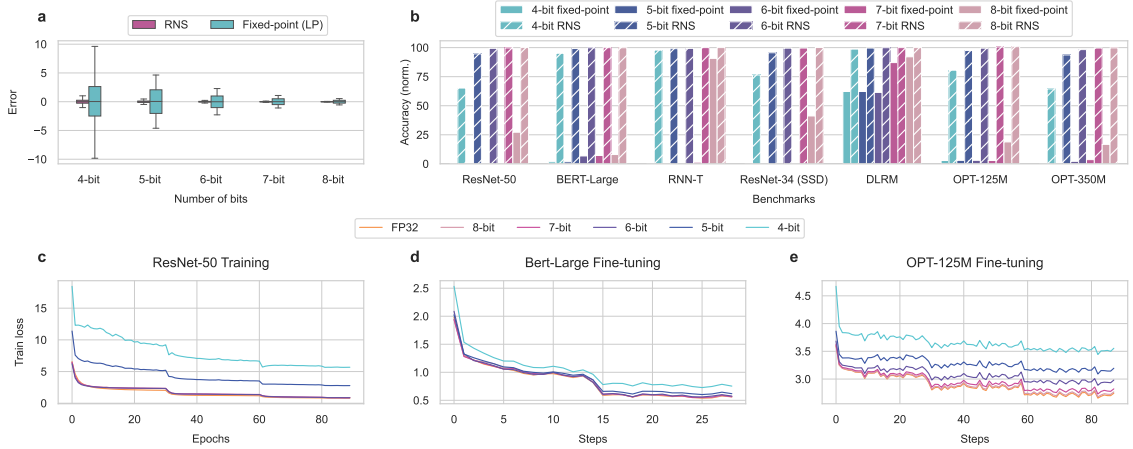 a
RNS
Fixed-point (LP)
Error
10
5
0
−5
−10
4-bit
5-bit
6-bit
7-bit
8-bit
Number of bits
b
4-bit fixed-point
5-bit fixed-point
6-bit fixed-point
7-bit fixed-point
8-bit fixed-point
4-bit RNS
5-bit RNS
6-bit RNS
7-bit RNS
8-bit RNS
Accuracy (norm.)
100
75
50
25
0
ResNet-50
BERT-Large
RNN-T
ResNet-34 (SSD)
DLRM
OPT-125M
OPT-350M
Benchmarks
FP32
8-bit
7-bit
6-bit
5-bit
4-bit
c
ResNet-50 Training
Train loss
15
10
5
0
0
20
40
60
80
Epochs
d
Bert-Large Fine-tuning
2.5
2.0
1.5
1.0
0.5
0
5
10
15
20
25
Steps
e
OPT-125M Fine-tuning
4.5
4.0
3.5
3.0
0
20
40
60
80
Steps